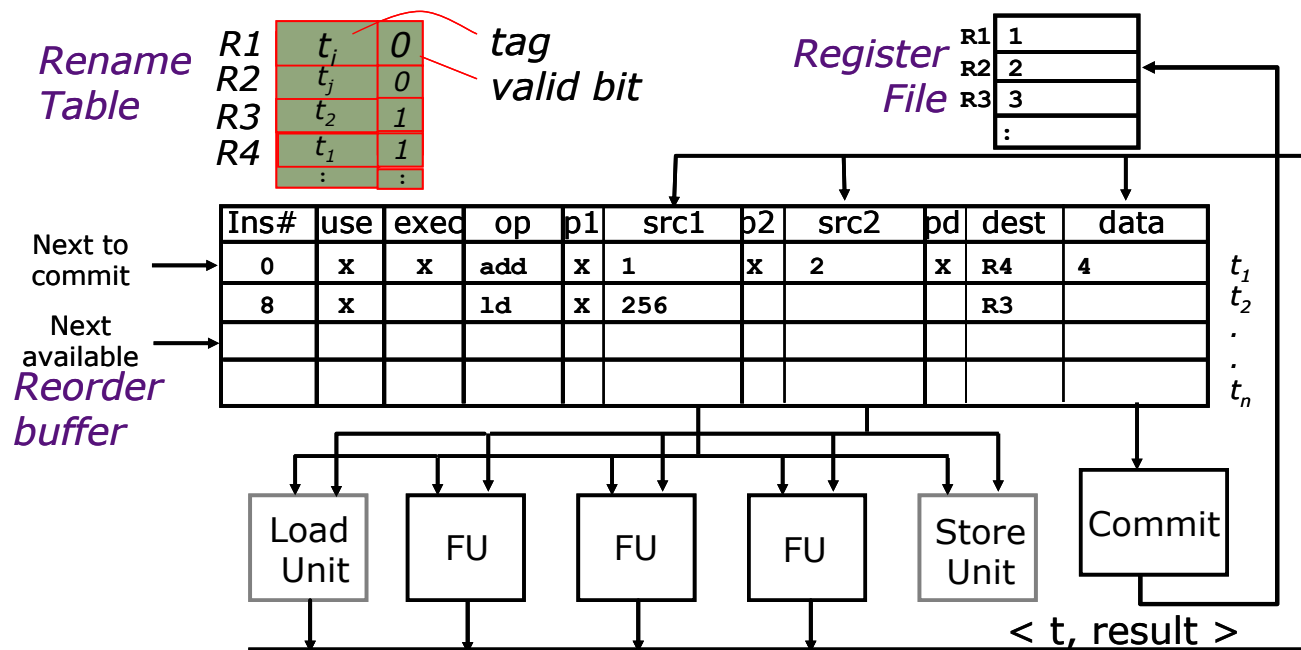 Rename
Table
R1 ti 0
R2 tj 0
R3 t2 1
R4 t1 1
: :
tag
valid bit
Register
File
R1 1
R2 2
R3 3
:
Ins# use exec op p1 src1 p2 src2 pd dest data
Next to
commit
0 x x add x 1 x 2 x R4 4 t1
8 x ld x 256 R3 t2
Next
available
.
.
tn
Reorder
buffer
Load
Unit
FU
FU
FU
Store
Unit
Commit
< t, result >